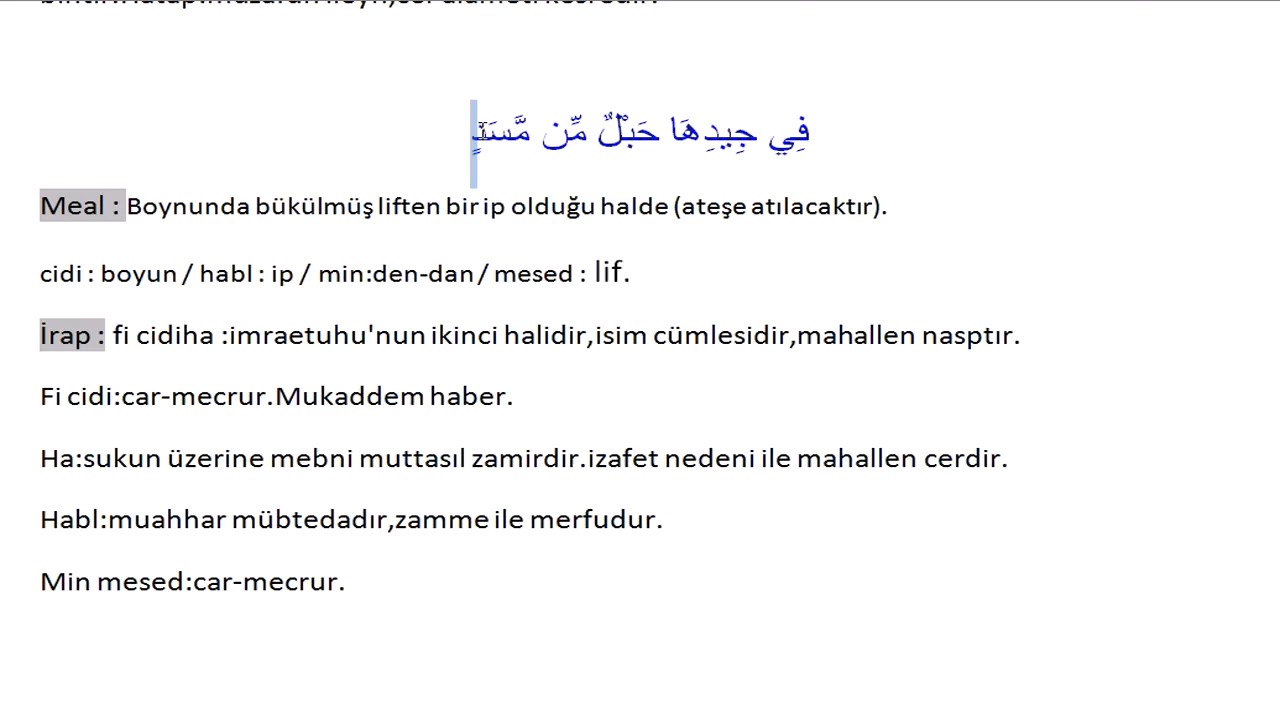 فِي جِيدِهَا حَبْلٌ مِّن مَّسَدٍ
Meal : Boynunda bükülmüş liften bir ip olduğu halde (ateşe atılacaktır).
cidi : boyun / habl : ip / min:den-dan / mesed : lif.
İrap : fi cidiha :imraetuhu'nun ikinci halidir,isim cümlesidir,mahallen nasptır.
Fi cidi:car-mecrur.Mukaddem haber.
Ha:sukun üzerine mebni muttasıl zamirdir.izafet nedeni ile mahallen cerdir.
Habl:muahhar mübtedadır,zamme ile merfudur.
Min mesed:car-mecrur.